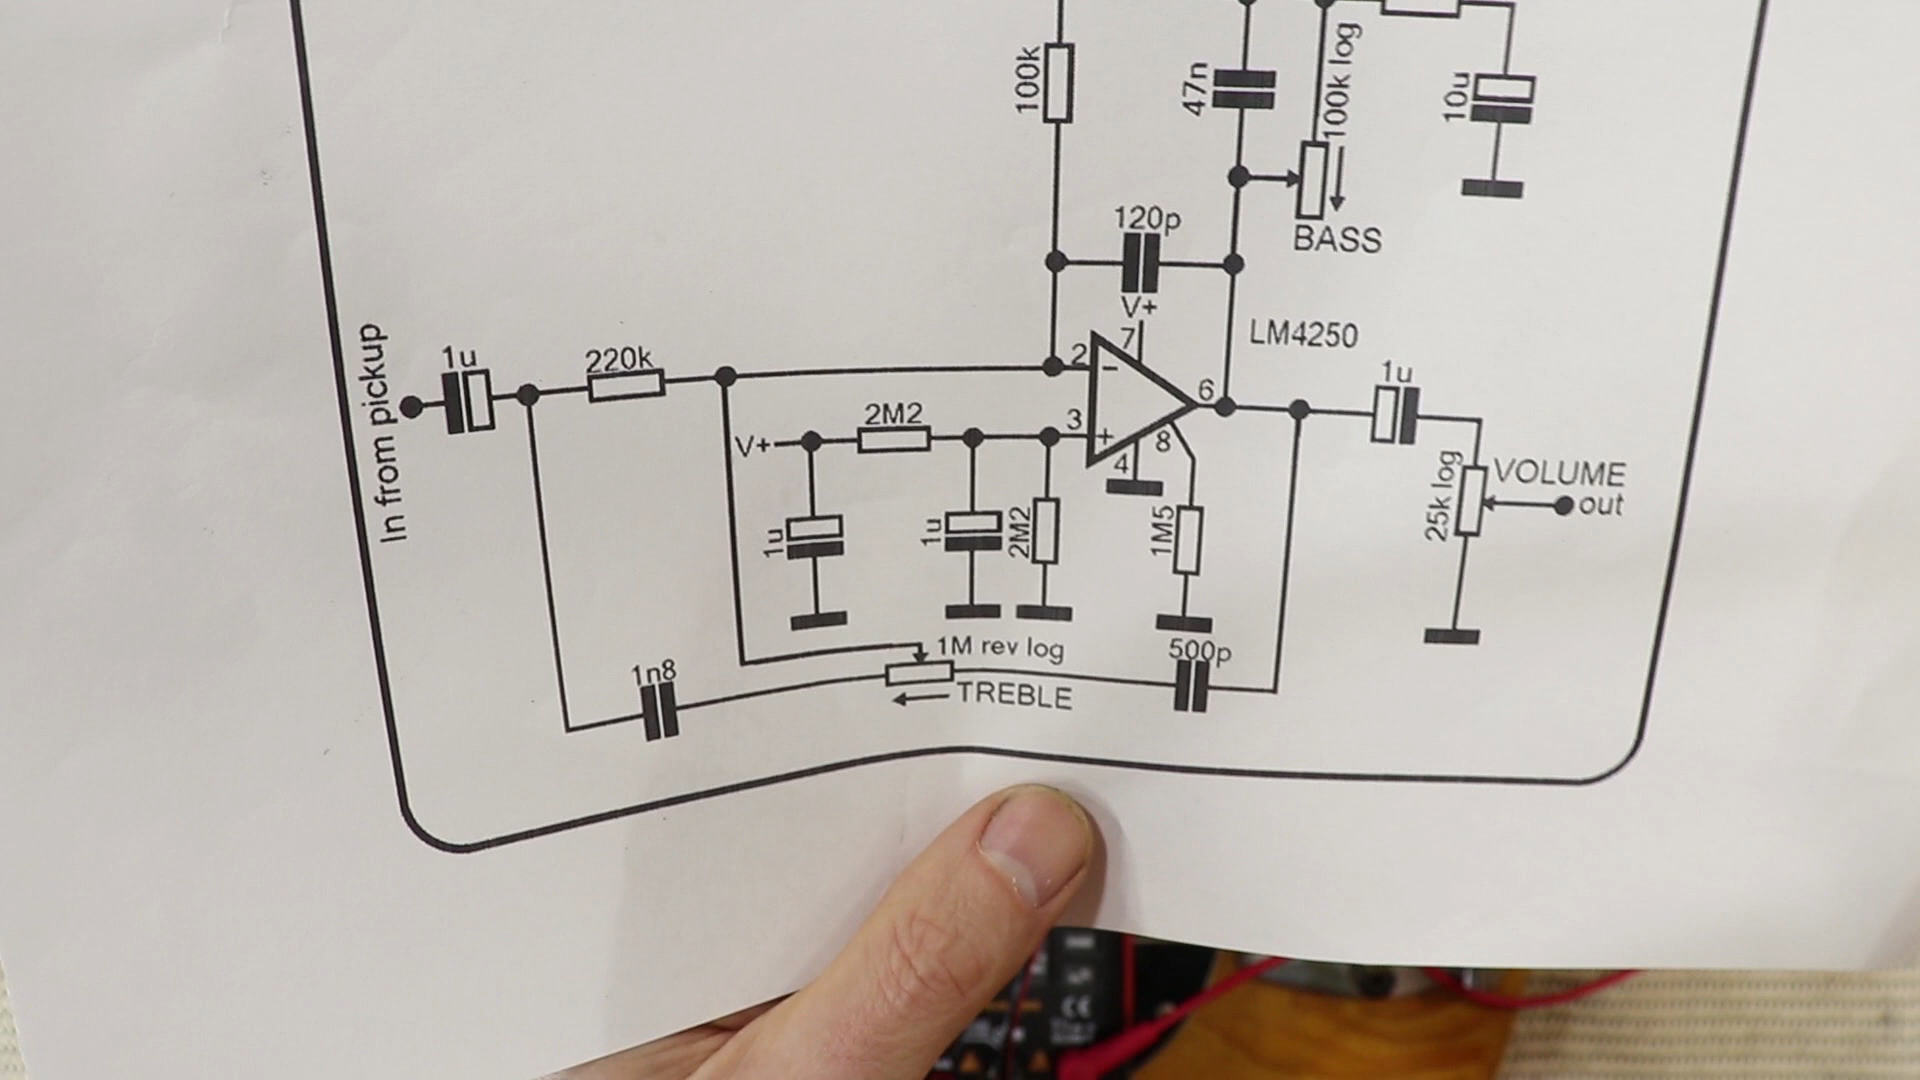 100k
47n
100k log
10u
BASS
120p
V+
7
LM4250
In from pickup
1u
220k
2
-
6
1u
V+
2M2
3
+
8
4
VOLUME
out
25k log
1u
1u
2M2
1M5
1M rev log
500p
1n8
TREBLE
CE